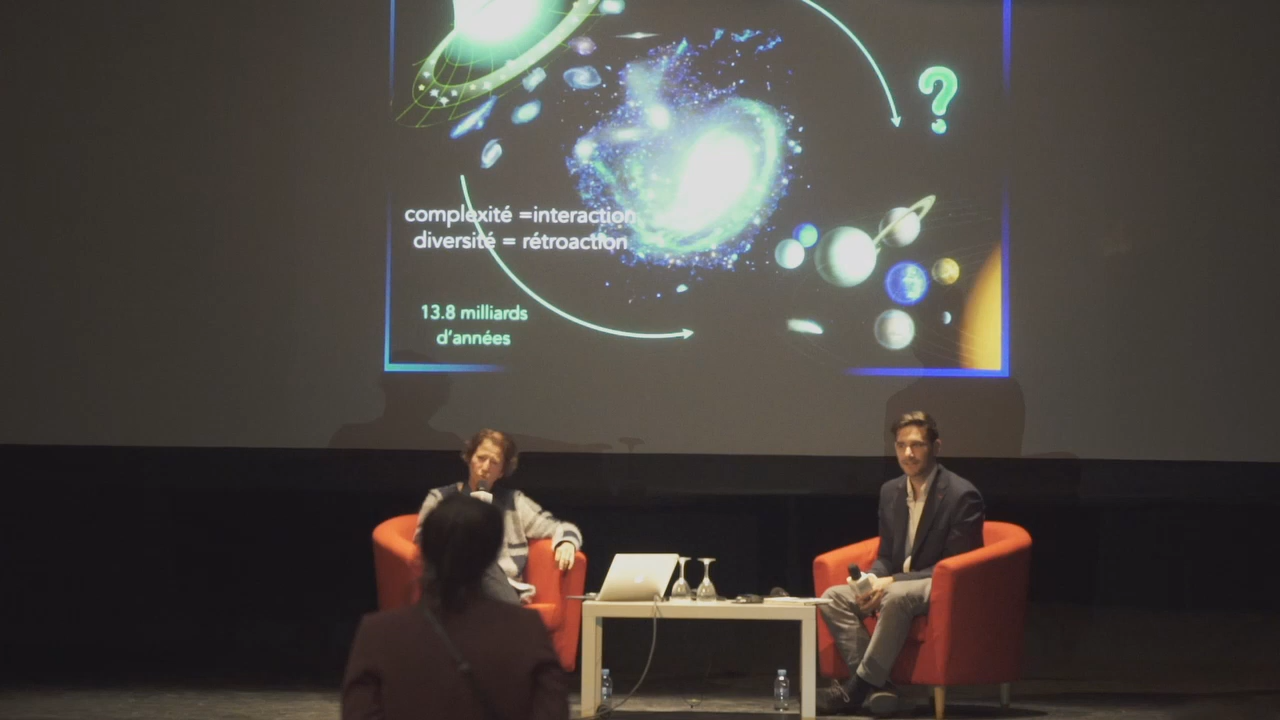 ?
complexité =interaction
diversité = rétroaction
13.8 milliards
d'années